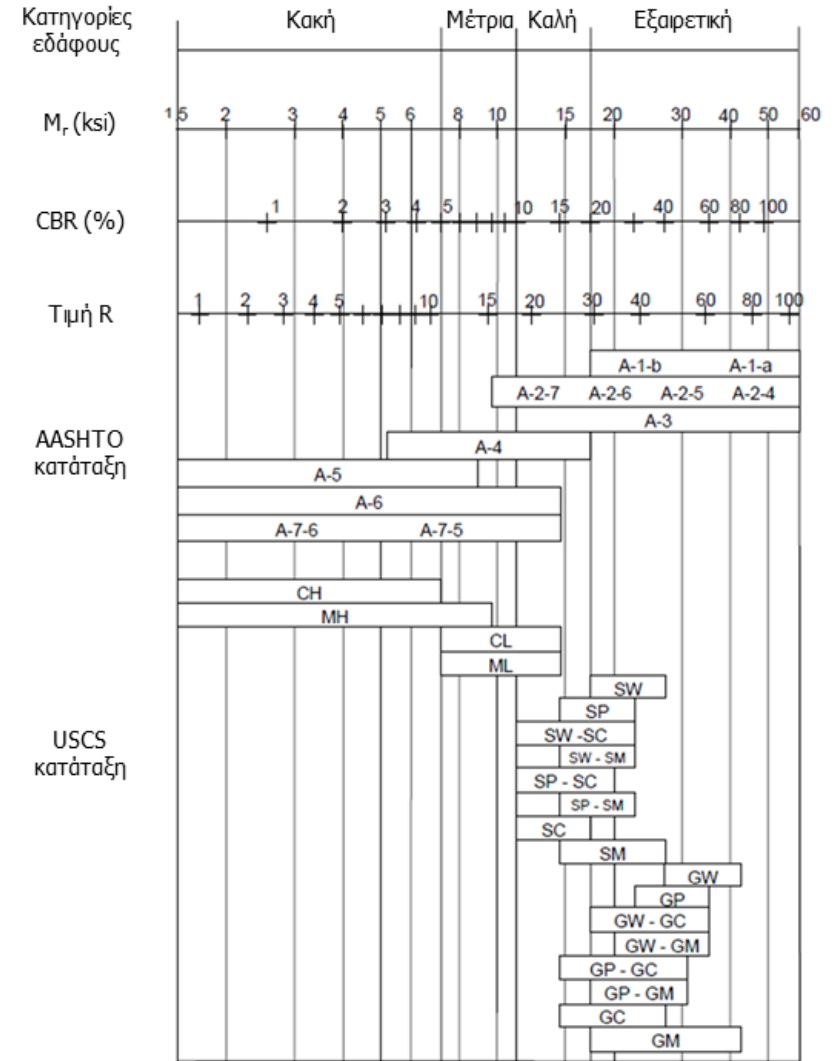 Κατηγορίες
εδάφους
Κακή Μέτρια Καλή Εξαιρετική
Mr (ksi)
1.5 2 3 4 5 6 8 10 15 20 30 40 50 60
CBR (%)
1 2 3 4 5 10 15 20 40 60 80 100
Τιμή R
1 2 3 4 5 10 15 20 30 40 60 80 100
AASHTO
κατάταξη
A-1-b A-1-a
A-2-7 A-2-6 A-2-5 A-2-4
A-3
A-4
A-5
A-6
A-7-6 A-7-5
USCS
κατάταξη
CH
MH
CL
ML
SW
SP
SW -SC
SW - SM
SP - SC
SP - SM
SC
SM
GW
GP
GW - GC
GW - GM
GP - GC
GP - GM
GC
GM